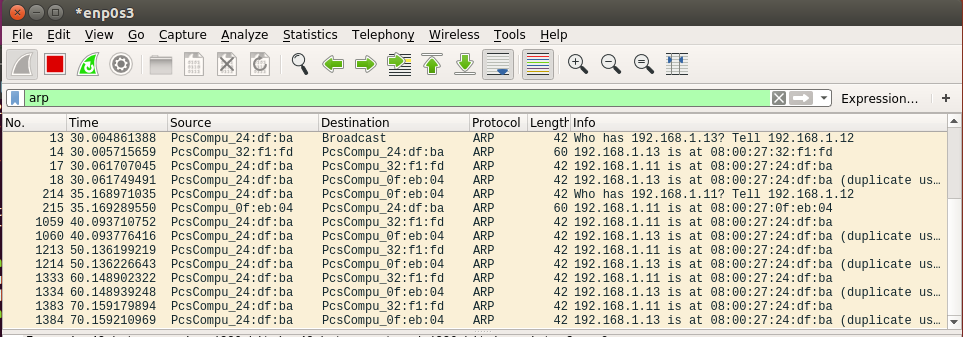 *enp0s3
File Edit View Go Capture Analyze Statistics Telephony Wireless Tools Help
arp Expression... +
No. Time Source Destination Protocol Length Info
13 30.004861388 PcsCompu_24:df:ba Broadcast ARP 42 Who has 192.168.1.13? Tell 192.168.1.12
14 30.005715659 PcsCompu_32:f1:fd PcsCompu_24:df:ba ARP 60 192.168.1.13 is at 08:00:27:32:f1:fd
17 30.061707045 PcsCompu_24:df:ba PcsCompu_32:f1:fd ARP 42 192.168.1.11 is at 08:00:27:24:df:ba
18 30.061749491 PcsCompu_24:df:ba PcsCompu_0f:eb:04 ARP 42 192.168.1.13 is at 08:00:27:24:df:ba (duplicate us…
214 35.168971035 PcsCompu_24:df:ba PcsCompu_0f:eb:04 ARP 42 Who has 192.168.1.11? Tell 192.168.1.12
215 35.169289550 PcsCompu_0f:eb:04 PcsCompu_24:df:ba ARP 60 192.168.1.11 is at 08:00:27:0f:eb:04
1059 40.093710752 PcsCompu_24:df:ba PcsCompu_32:f1:fd ARP 42 192.168.1.11 is at 08:00:27:24:df:ba
1060 40.093776416 PcsCompu_24:df:ba PcsCompu_0f:eb:04 ARP 42 192.168.1.13 is at 08:00:27:24:df:ba (duplicate us…
1213 50.136199219 PcsCompu_24:df:ba PcsCompu_32:f1:fd ARP 42 192.168.1.11 is at 08:00:27:24:df:ba
1214 50.136226643 PcsCompu_24:df:ba PcsCompu_0f:eb:04 ARP 42 192.168.1.13 is at 08:00:27:24:df:ba (duplicate us…
1333 60.148902322 PcsCompu_24:df:ba PcsCompu_32:f1:fd ARP 42 192.168.1.11 is at 08:00:27:24:df:ba
1334 60.148939248 PcsCompu_24:df:ba PcsCompu_0f:eb:04 ARP 42 192.168.1.13 is at 08:00:27:24:df:ba (duplicate us…
1383 70.159179894 PcsCompu_24:df:ba PcsCompu_32:f1:fd ARP 42 192.168.1.11 is at 08:00:27:24:df:ba
1384 70.159210969 PcsCompu_24:df:ba PcsCompu_0f:eb:04 ARP 42 192.168.1.13 is at 08:00:27:24:df:ba (duplicate us…